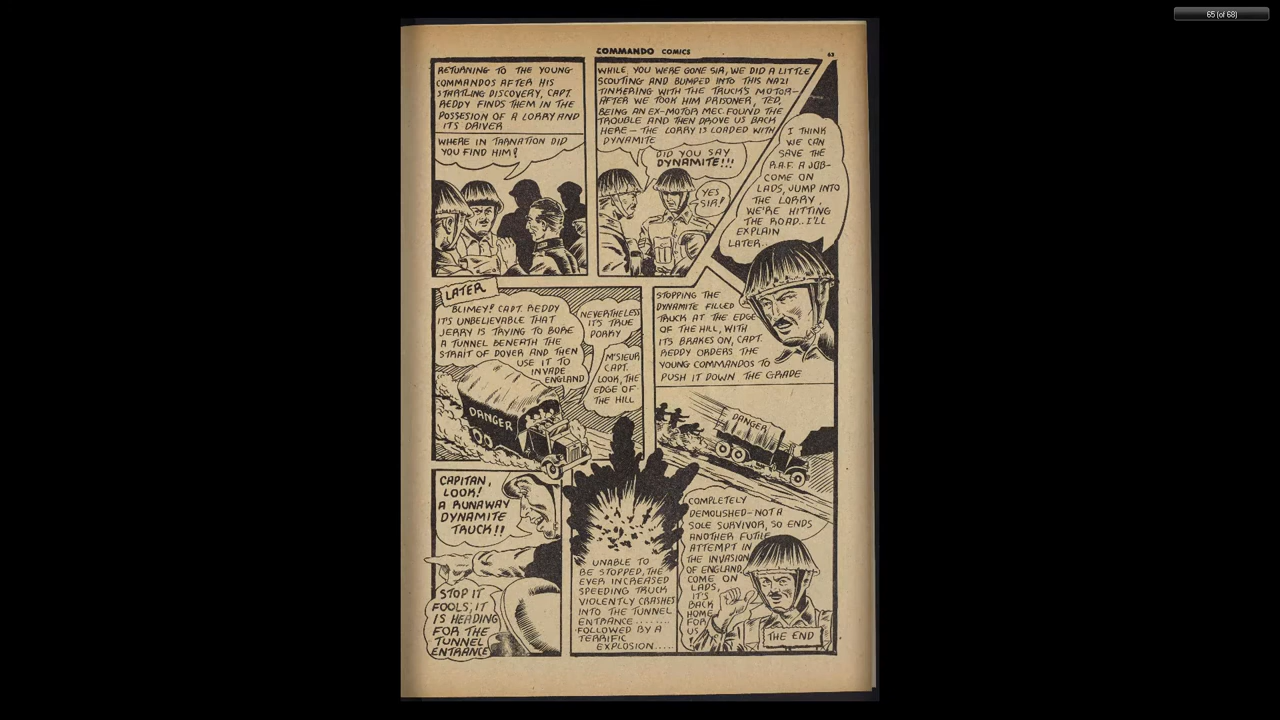 65 (of 68)
COMMANDO COMICS
63
RETURNING TO THE YOUNG
COMMANDOS AFTER HIS
STARTLING DISCOVERY, CAPT.
REDDY FINDS THEM IN THE
POSSESION OF A LORRY AND
ITS DRIVER
WHERE IN TARNATION DID
YOU FIND HIM?
WHILE, YOU WERE GONE SIR, WE DID A LITTLE
SCOUTING AND BUMPED INTO THIS NAZI
TINKERING WITH THE TRUCK'S MOTOR—
AFTER WE TOOK HIM PRISONER, TED,
BEING AN EX-MOTOR MEC. FOUND THE
TROUBLE AND THEN DROVE US BACK
HERE — THE LORRY IS LOADED WITH
DYNAMITE
DID YOU SAY
DYNAMITE!!!
YES
SIR!
I THINK
WE CAN
SAVE THE
R.A.F. A JOB-
COME ON
LADS, JUMP INTO
THE LORRY,
WE'RE HITTING
THE ROAD.. I'LL
EXPLAIN
LATER..
LATER
BLIMEY! CAPT. REDDY
IT'S UNBELIEVABLE THAT
JERRY IS TRYING TO BORE
A TUNNEL BENEATH THE
STRAIT OF DOVER AND THEN
USE IT TO
INVADE
ENGLAND
NEVERTHELESS
IT'S TRUE
PORKY
M'SIEUR
CAPT.
LOOK, THE
EDGE OF
THE HILL
DANGER
STOPPING THE
DYNAMITE FILLED
TRUCK AT THE EDGE
OF THE HILL, WITH
ITS BRAKES ON, CAPT.
REDDY ORDERS THE
YOUNG COMMANDOS TO
PUSH IT DOWN THE GRADE
DANGER
CAPITAN,
LOOK!
A RUNAWAY
DYNAMITE
TRUCK!!
STOP IT
FOOLS, IT
IS HEADING
FOR THE
TUNNEL
ENTRANCE
UNABLE TO
BE STOPPED, THE
EVER INCREASED
SPEEDING TRUCK
VIOLENTLY CRASHES
INTO THE TUNNEL
ENTRANCE........
FOLLOWED BY A
TERRIFIC
EXPLOSION.....
COMPLETELY
DEMOLISHED-NOT A
SOLE SURVIVOR, SO ENDS
ANOTHER FUTILE
ATTEMPT IN
THE INVASION
OF ENGLAND
COME ON
LADS,
IT'S
BACK
HOME
FOR
US!
THE END